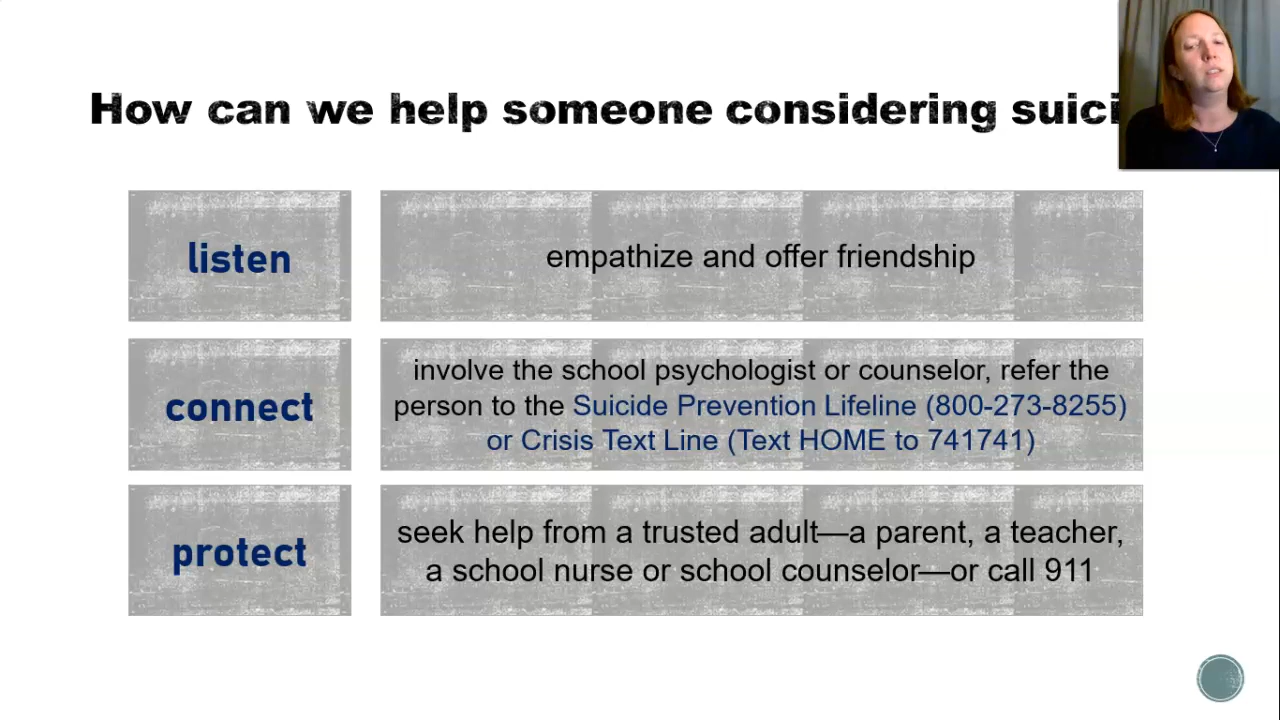 How can we help someone considering suici
listen
empathize and offer friendship
connect
involve the school psychologist or counselor, refer the
person to the Suicide Prevention Lifeline (800-273-8255)
or Crisis Text Line (Text HOME to 741741)
protect
seek help from a trusted adult—a parent, a teacher,
a school nurse or school counselor—or call 911